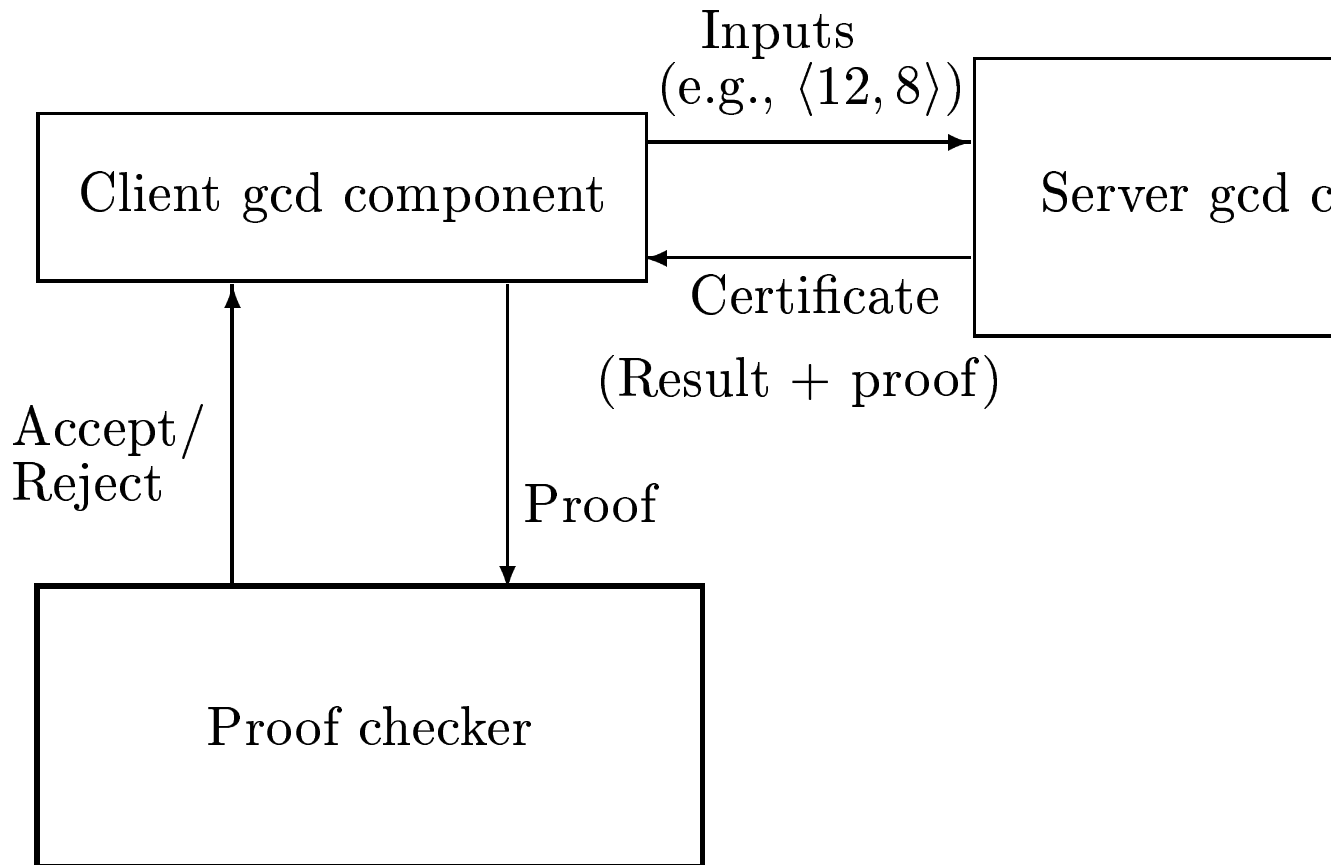 Inputs
(e.g., ⟨12, 8⟩)
Client gcd component
Server gcd c
Certificate
(Result + proof)
Accept/
Reject
Proof
Proof checker